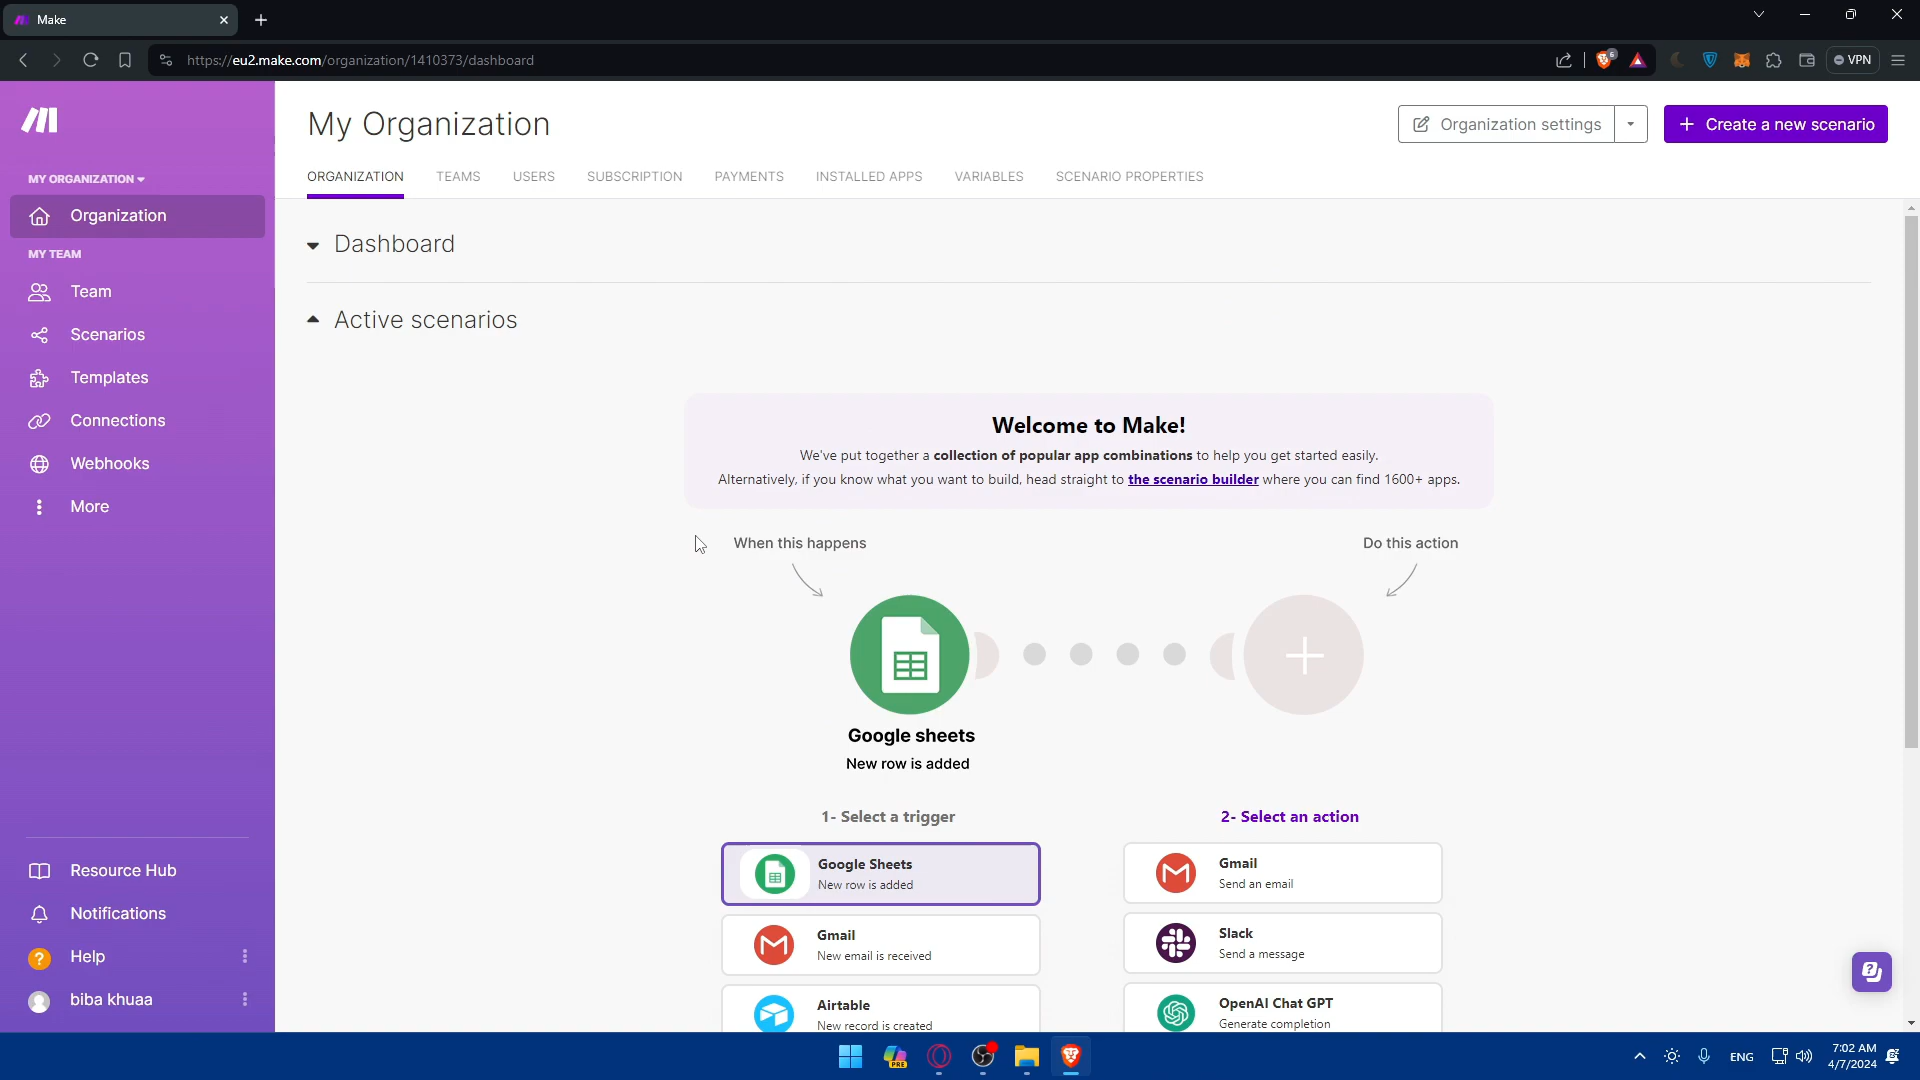 Make
https://eu2.make.com/organization/1410373/dashboard
6
VPN
My Organization
Organization settings
Create a new scenario
MY ORGANIZATION
ORGANIZATION
TEAMS
USERS
SUBSCRIPTION
PAYMENTS
INSTALLED APPS
VARIABLES
SCENARIO PROPERTIES
Organization
MY TEAM
Team
Scenarios
Templates
Connections
Webhooks
More
Resource Hub
Notifications
Help
biba khuaa
Dashboard
Active scenarios
Welcome to Make!
We've put together a collection of popular app combinations to help you get started easily.
Alternatively, if you know what you want to build, head straight to the scenario builder where you can find 1600+ apps.
When this happens
Do this action
Google sheets
New row is added
1- Select a trigger
2- Select an action
Google Sheets
New row is added
Gmail
Send an email
Gmail
New email is received
Slack
Send a message
Airtable
New record is created
OpenAI Chat GPT
Generate completion
PRE
ENG
7:02 AM
4/7/2024